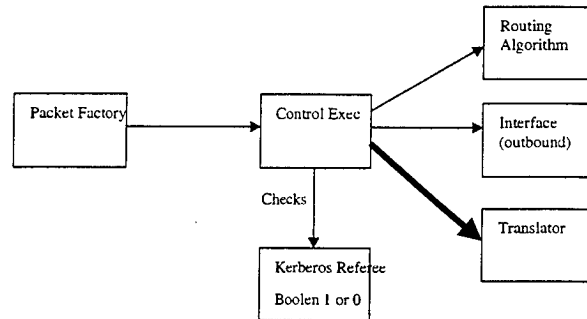 Routing
Algorithm
Packet Factory
Control Exec
Interface
(outbound)
Checks
Translator
Kerberos Referee
Boolen 1 or 0